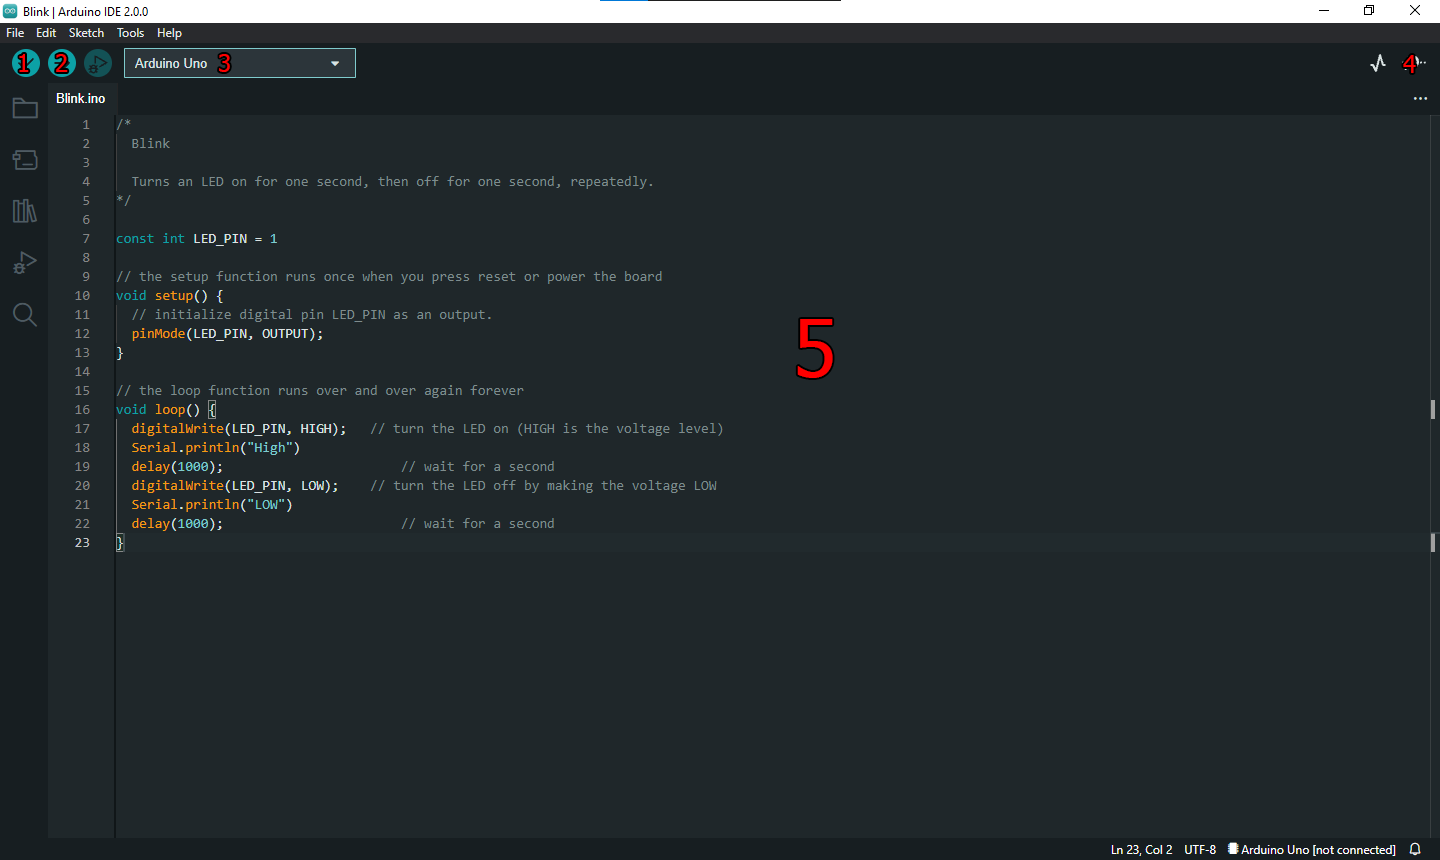 Blink | Arduino IDE 2.0.0
File Edit Sketch Tools Help
1 2 Arduino Uno 3 4
Blink.ino
1 /*
2   Blink
3
4   Turns an LED on for one second, then off for one second, repeatedly.
5 */
6
7 const int LED_PIN = 1
8
9 // the setup function runs once when you press reset or power the board
10 void setup() {
11   // initialize digital pin LED_PIN as an output.
12   pinMode(LED_PIN, OUTPUT);
13 }
5
14
15 // the loop function runs over and over again forever
16 void loop() {
17   digitalWrite(LED_PIN, HIGH);   // turn the LED on (HIGH is the voltage level)
18   Serial.println("High")
19   delay(1000);                       // wait for a second
20   digitalWrite(LED_PIN, LOW);    // turn the LED off by making the voltage LOW
21   Serial.println("LOW")
22   delay(1000);                       // wait for a second
23 }
Ln 23, Col 2 UTF-8 Arduino Uno [not connected]